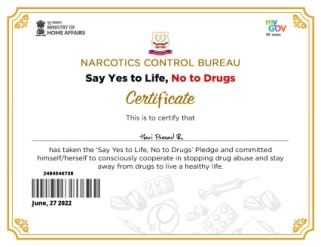 गृह मंत्रालय
MINISTRY OF
HOME AFFAIRS
my
GOV
मेरी सरकार
NARCOTICS CONTROL BUREAU
Say Yes to Life, No to Drugs
Certificate
This is to certify that
Hari Prasad R.
has taken the 'Say Yes to Life, No to Drugs' Pledge and committed
himself/herself to consciously cooperate in stopping drug abuse and stay
away from drugs to live a healthy life.
2484546738
June, 27 2022